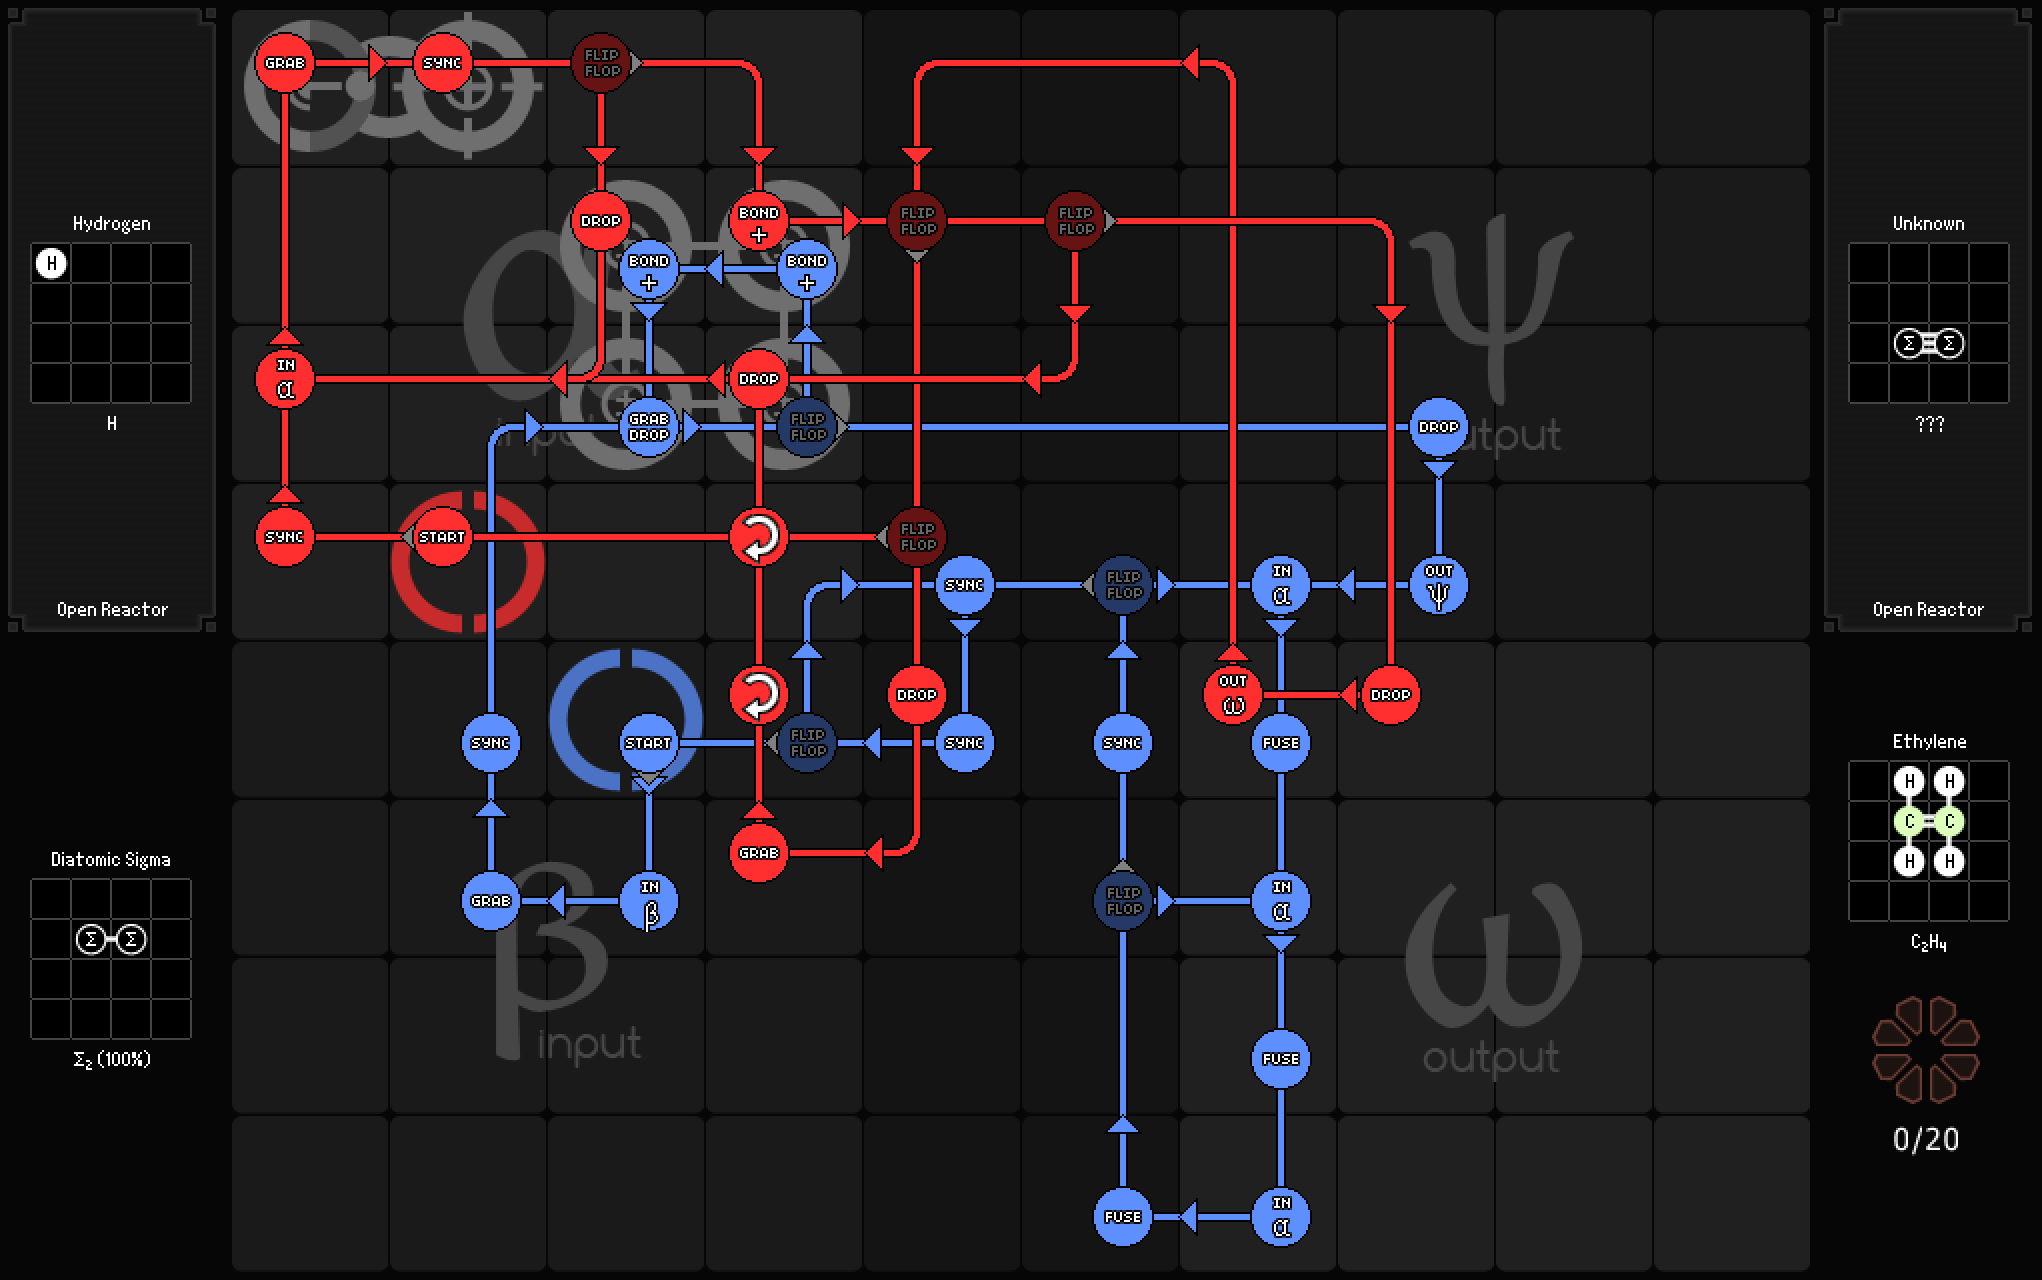 Hydrogen
H
H
Open Reactor
Diatomic Sigma
Σ Σ
Σ₂ (100%)
GRAB
SYNC
FLIP
FLOP
DROP
BOND
+
FLIP
FLOP
FLIP
FLOP
BOND
+
BOND
+
IN
α
DROP
input
GRAB
DROP
FLIP
FLOP
ψ
output
DROP
SYNC
START
FLIP
FLOP
SYNC
FLIP
FLOP
IN
α
OUT
ψ
DROP
OUT
ω
DROP
SYNC
START
FLIP
FLOP
SYNC
SYNC
FUSE
GRAB
GRAB
IN
β
FLIP
FLOP
IN
α
β
input
ω
output
FUSE
FUSE
IN
α
Unknown
Σ Σ
???
Open Reactor
Ethylene
H H
C C
H H
C₂H₄
0/20